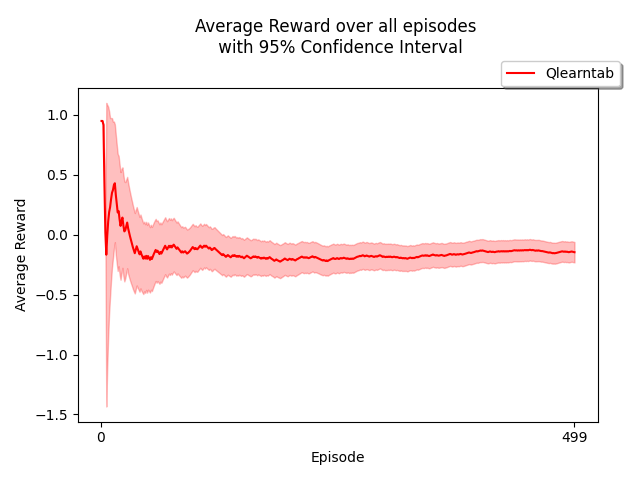 Average Reward over all episodes
with 95% Confidence Interval
Qlearntab
1.0
0.5
0.0
−0.5
−1.0
−1.5
Average Reward
0
499
Episode